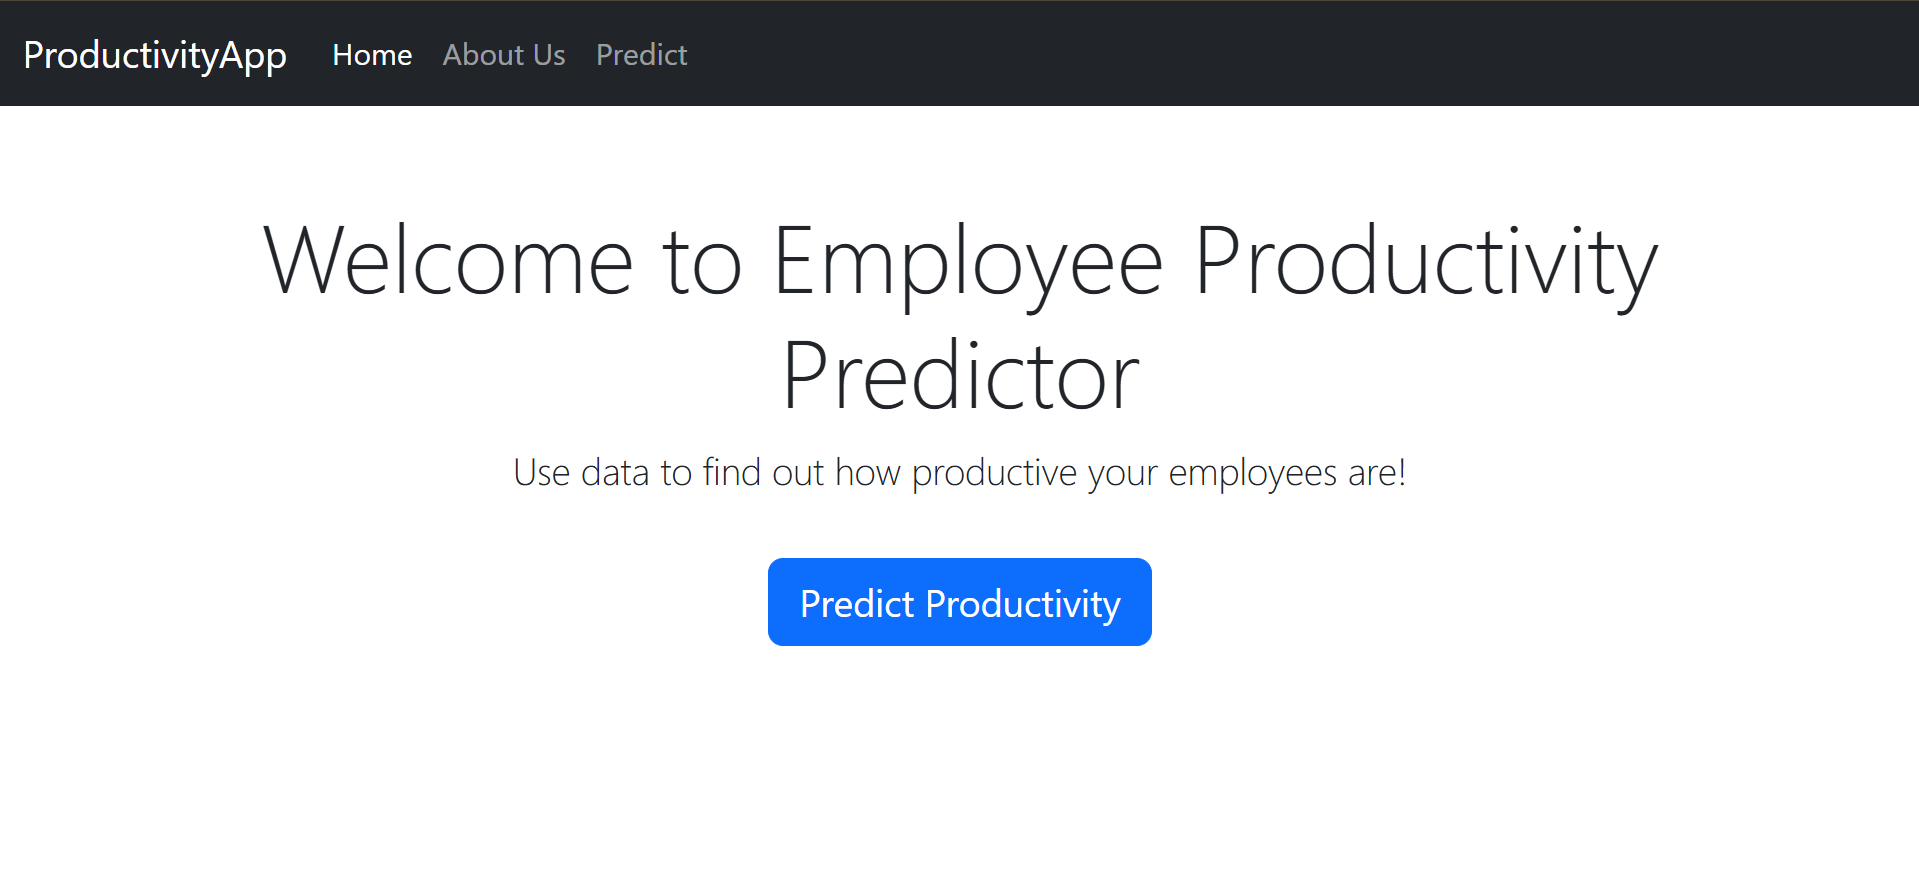 ProductivityApp Home About Us Predict
Welcome to Employee Productivity
Predictor
Use data to find out how productive your employees are!
Predict Productivity